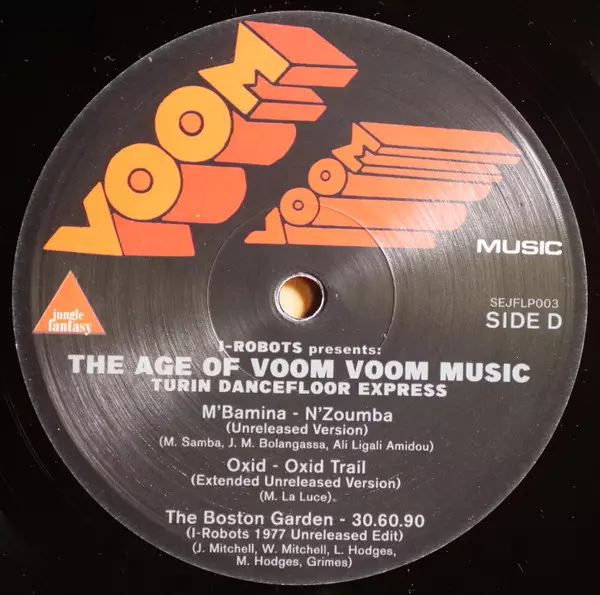 VOOM
VOOM
MUSIC
jungle
fantasy
SEJFLP003
SIDE D
I-ROBOTS presents:
THE AGE OF VOOM VOOM MUSIC
TURIN DANCEFLOOR EXPRESS
M'Bamina - N'Zoumba
(Unreleased Version)
(M. Samba, J. M. Bolangassa, Ali Ligali Amidou)
Oxid - Oxid Trail
(Extended Unreleased Version)
(M. La Luce)
The Boston Garden - 30.60.90
(I-Robots 1977 Unreleased Edit)
(J. Mitchell, W. Mitchell, L. Hodges,
M. Hodges, Grimes)